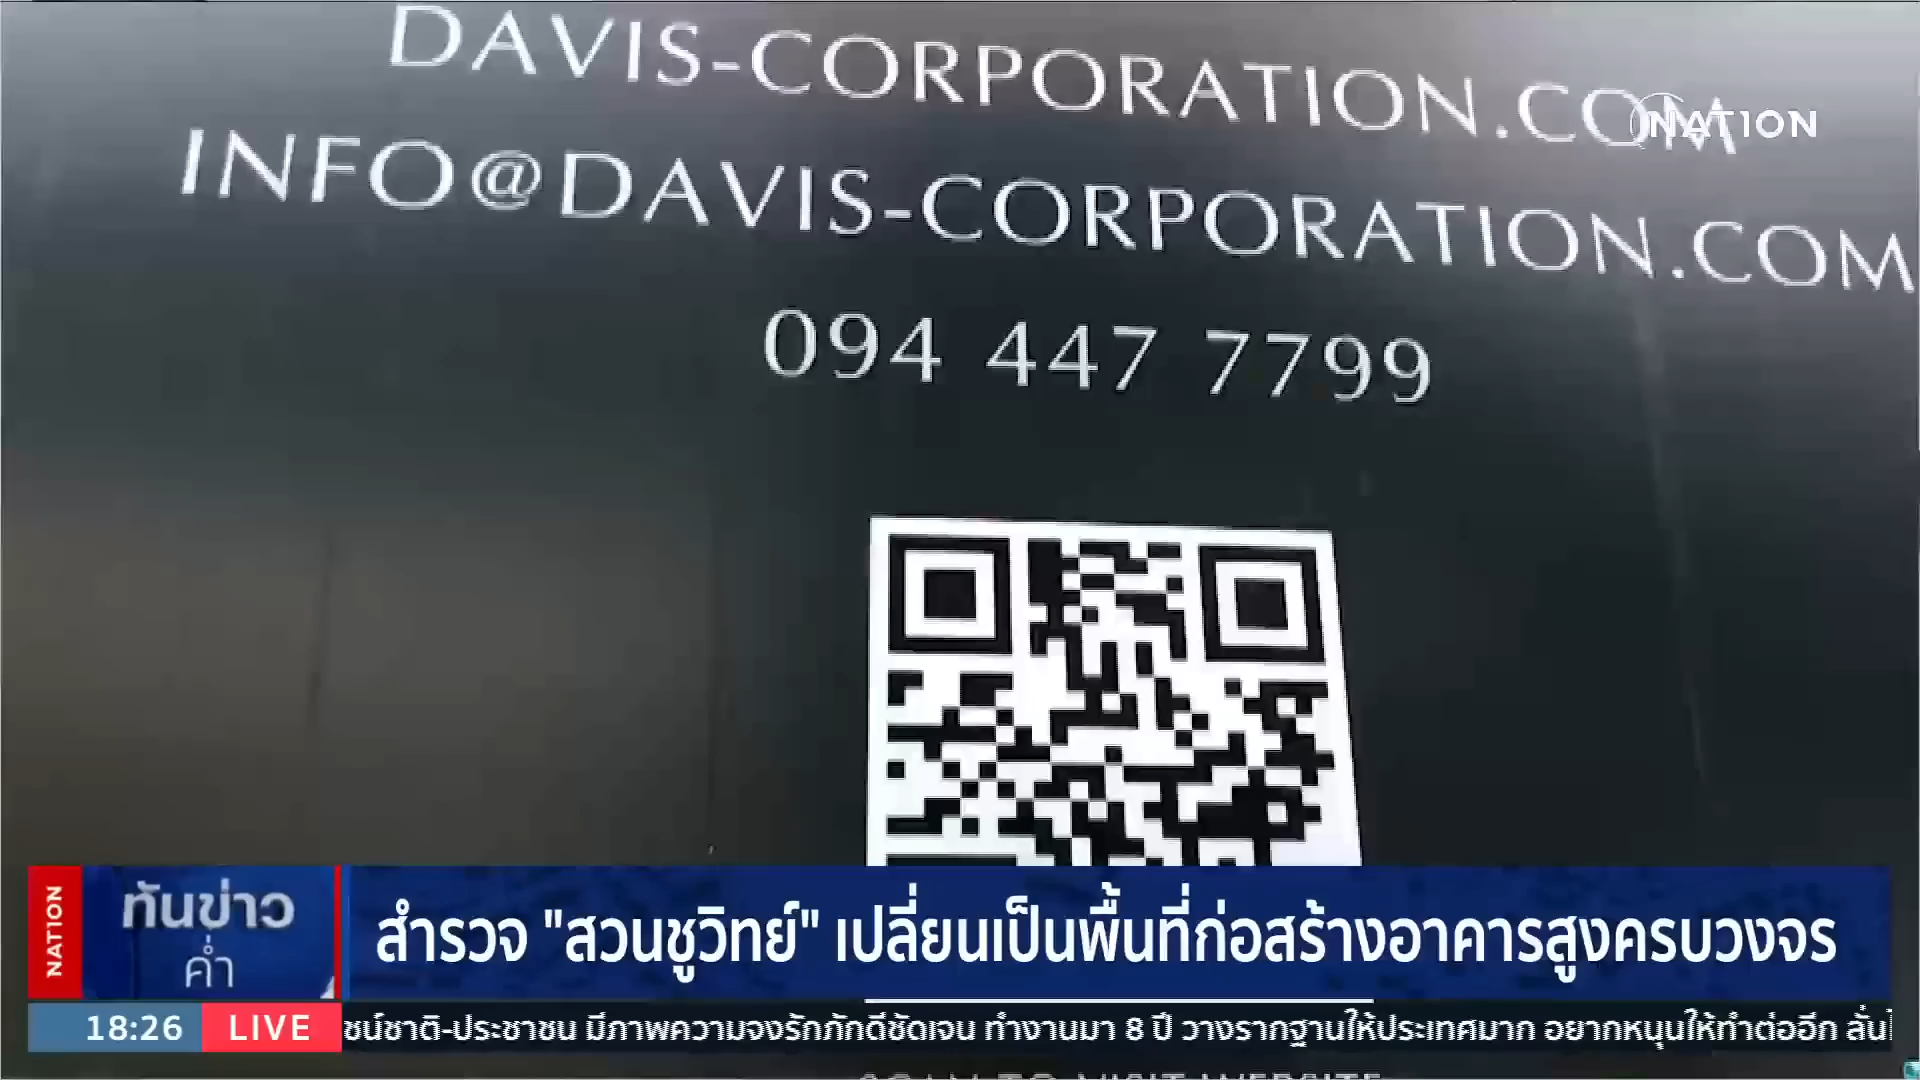 DAVIS-CORPORATION.COM
NATION
INFO@DAVIS-CORPORATION.COM
094 447 7799
NATION
ทันข่าว
ค่ำ
สำรวจ "สวนชูวิทย์" เปลี่ยนเป็นพื้นที่ก่อสร้างอาคารสูงครบวงจร
18:26 LIVE
ชน์ชาติ-ประชาชน มีภาพความจงรักภักดีชัดเจน ทำงานมา 8 ปี วางรากฐานให้ประเทศมาก อยากหนุนให้ทำต่ออีก ลั่น
SCAN TO VISIT WEBSITE